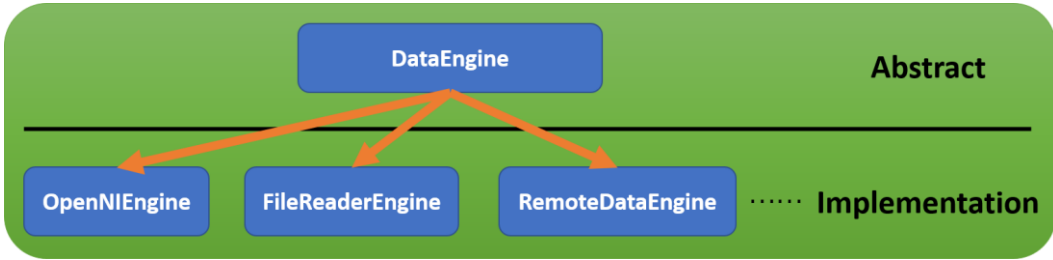 DataEngine
Abstract
OpenNIEngine
FileReaderEngine
RemoteDataEngine
......
Implementation